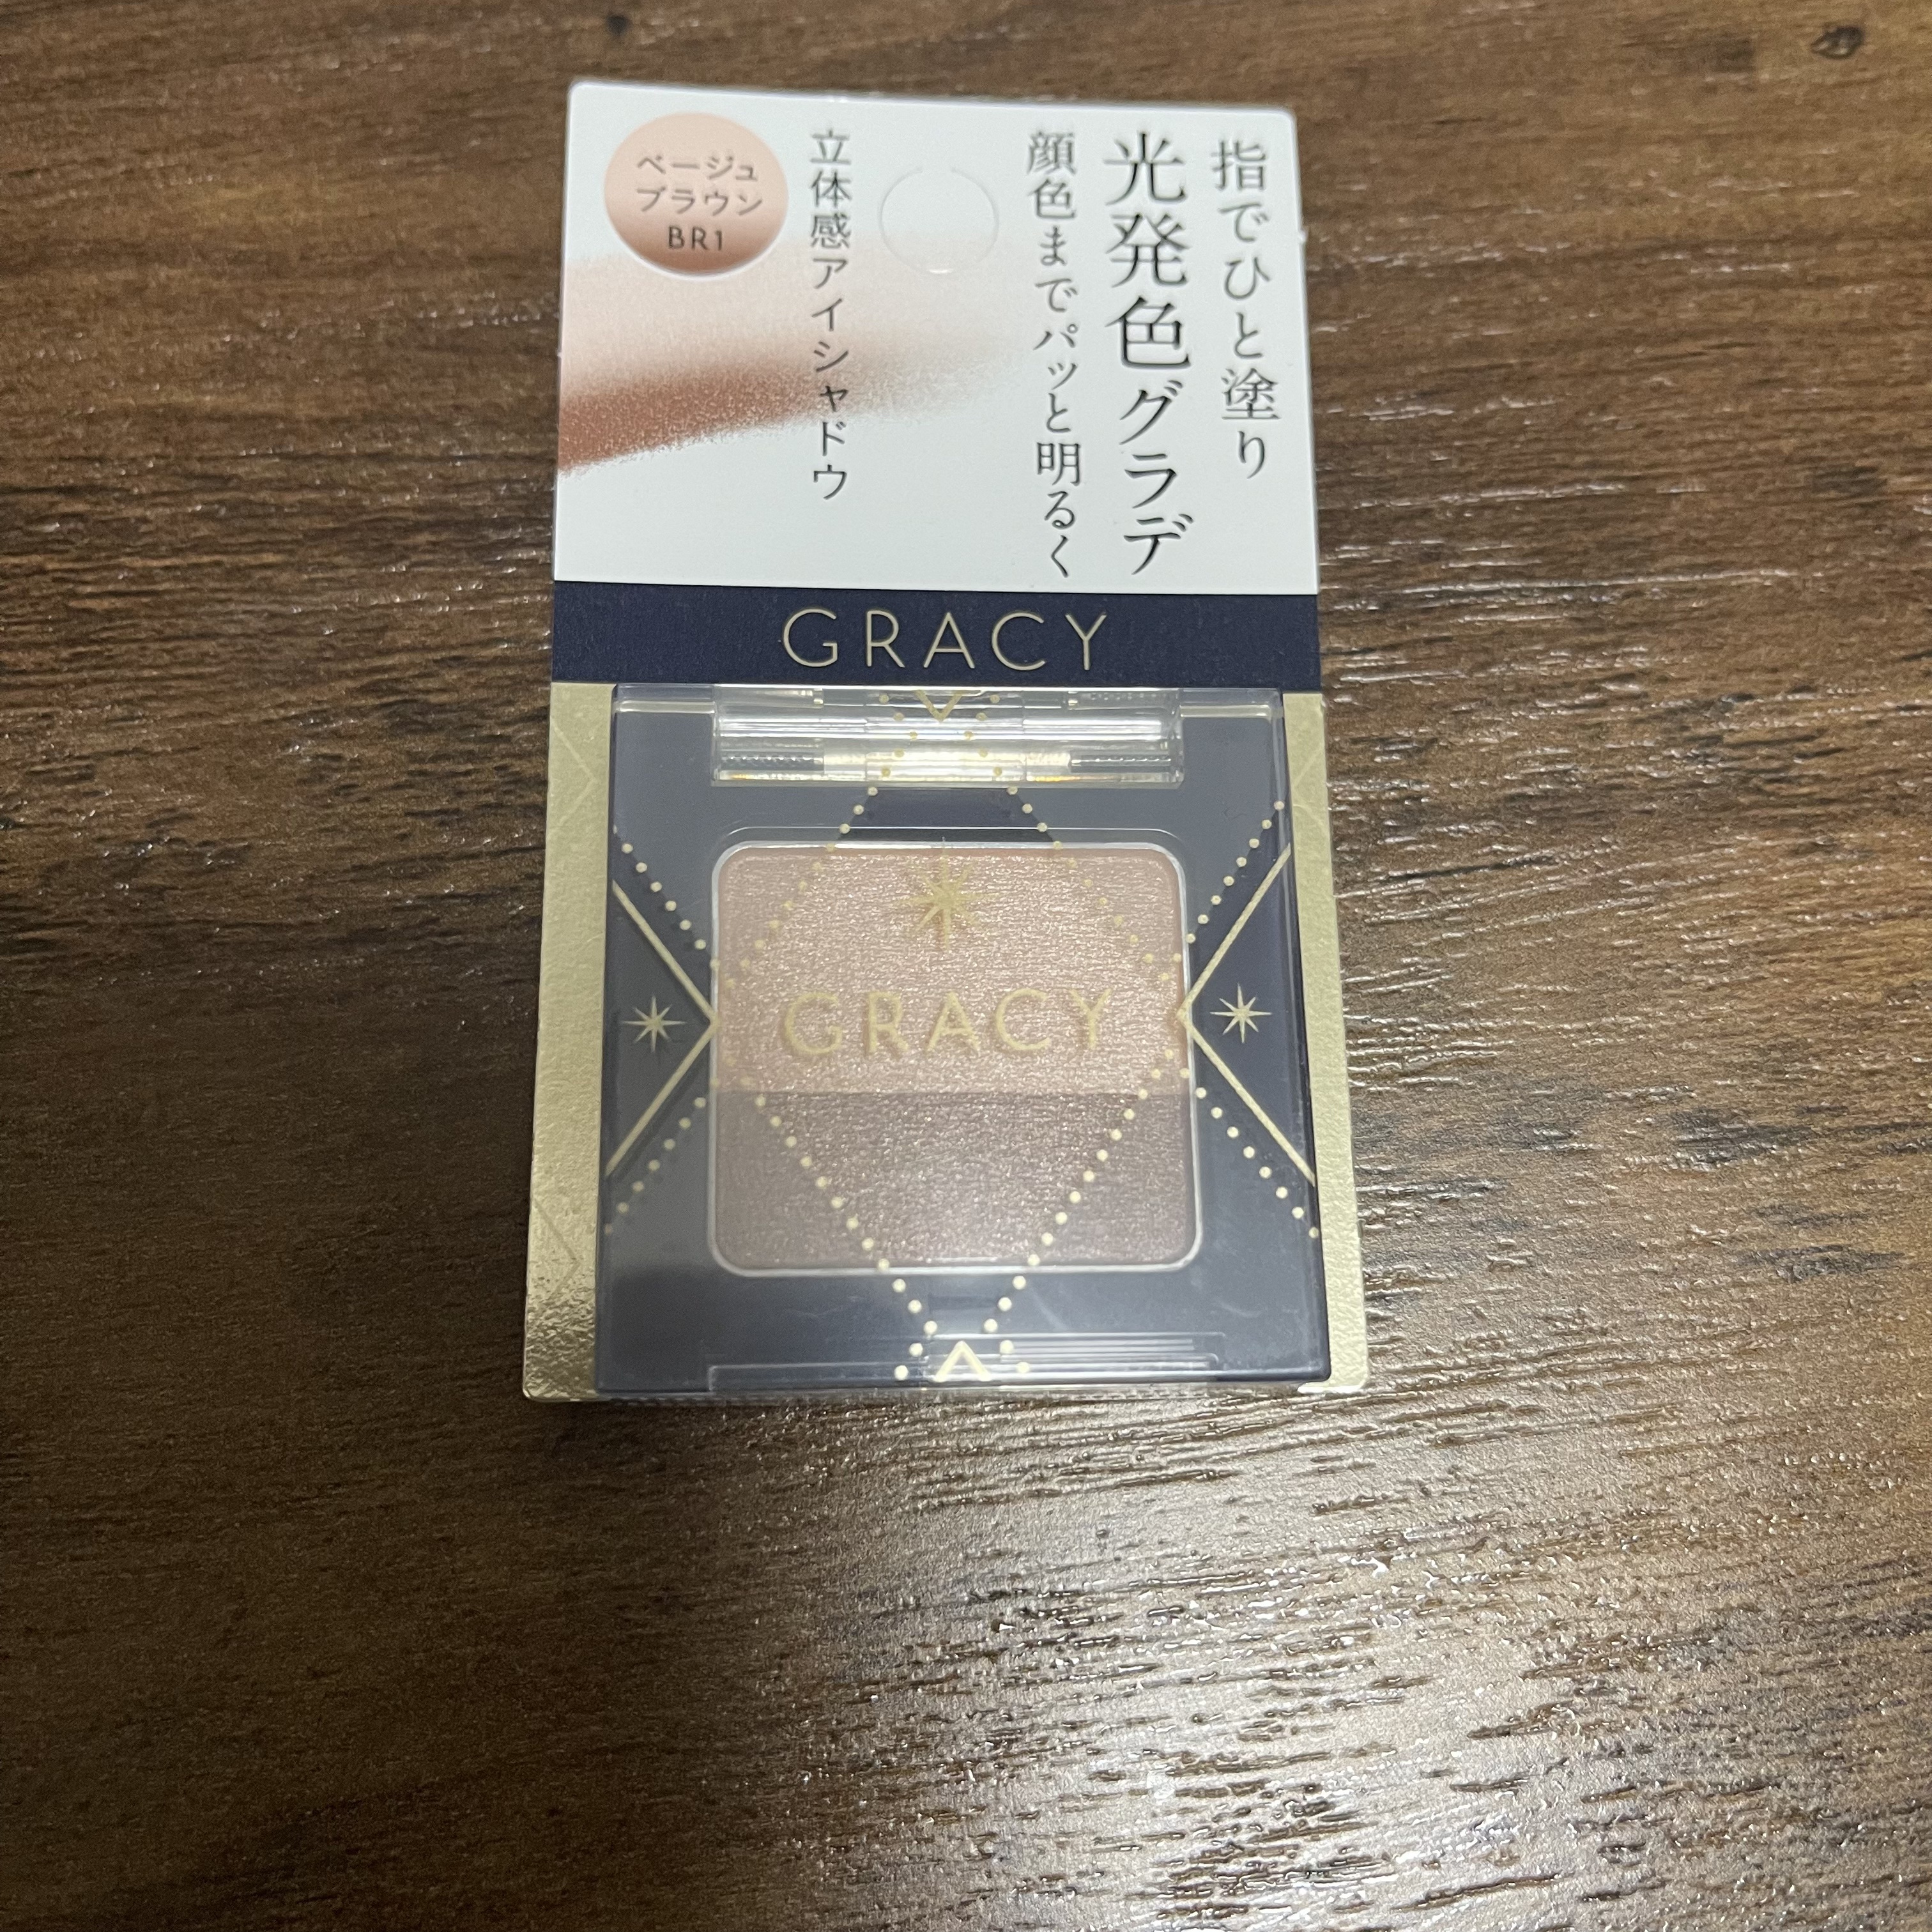 指でひと塗り
光発色グラデ
顔色までパッと明るく
立体感アイシャドウ
ベージュ
ブラウン
BR1
GRACY
GRACY